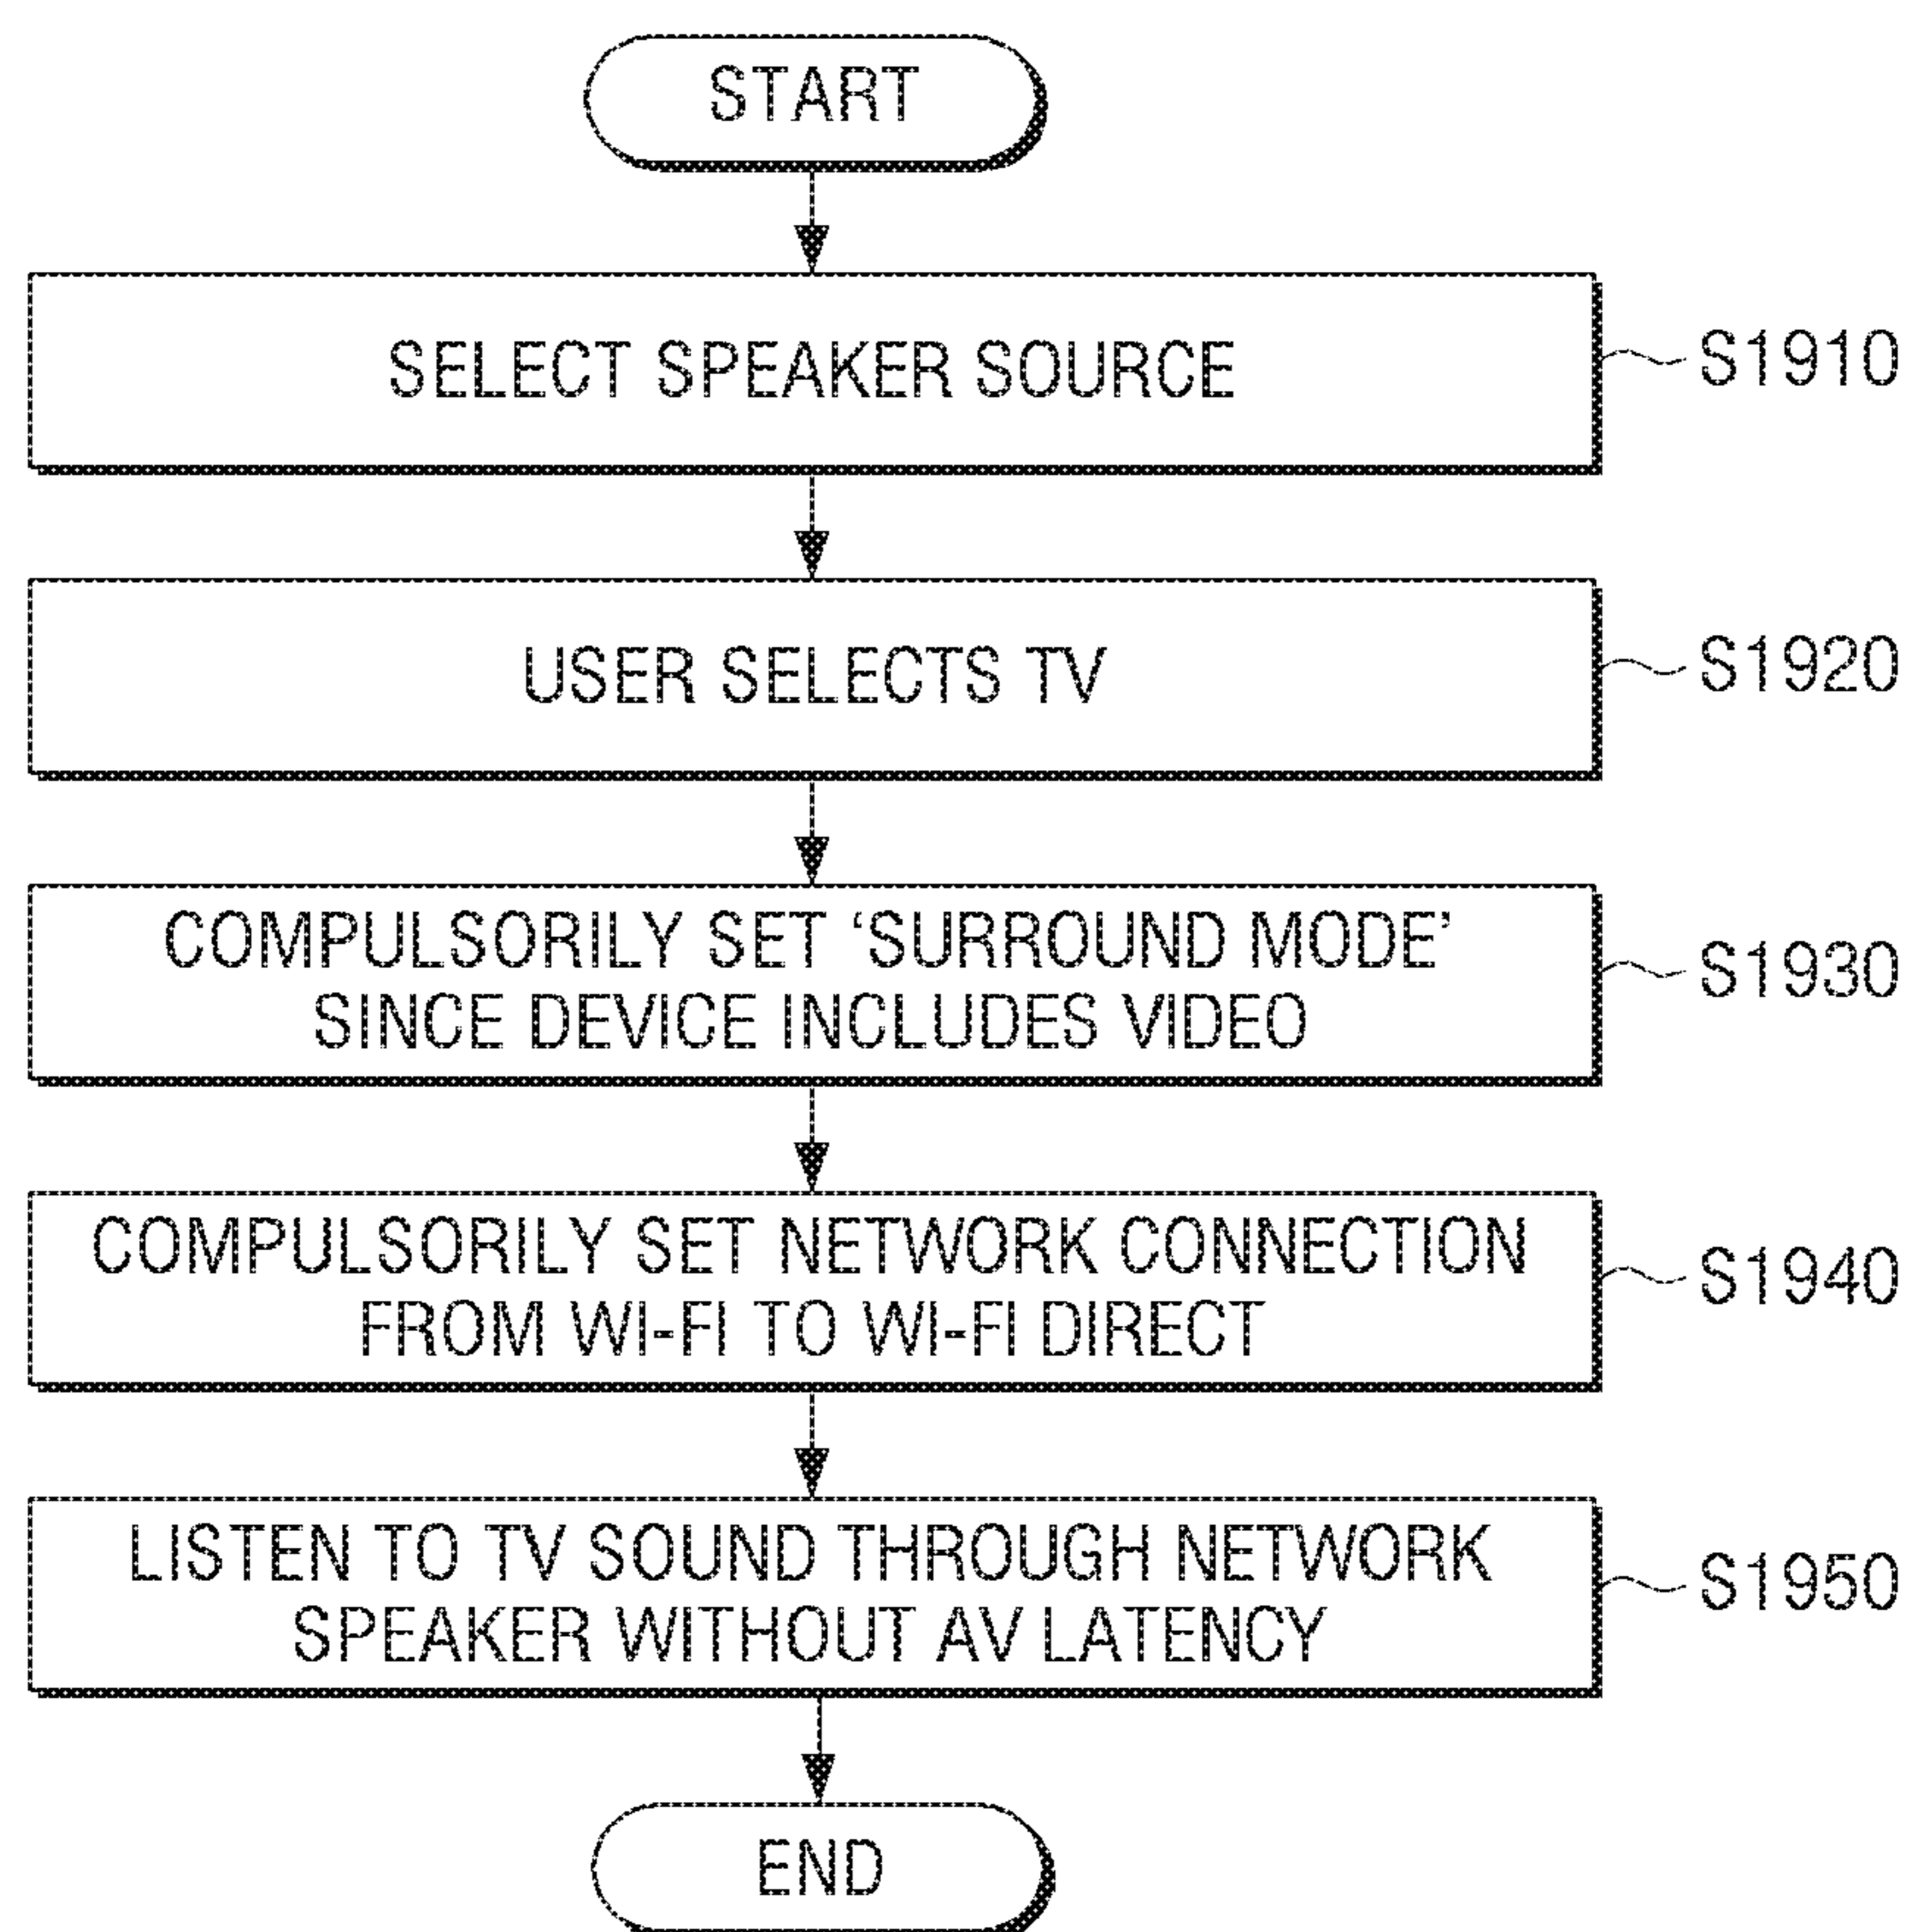 START
SELECT SPEAKER SOURCE
S1910
USER SELECTS TV
S1920
COMPULSORILY SET ‘SURROUND MODE’
SINCE DEVICE INCLUDES VIDEO
S1930
COMPULSORILY SET NETWORK CONNECTION
FROM WI-FI TO WI-FI DIRECT
S1940
LISTEN TO TV SOUND THROUGH NETWORK
SPEAKER WITHOUT AV LATENCY
S1950
END